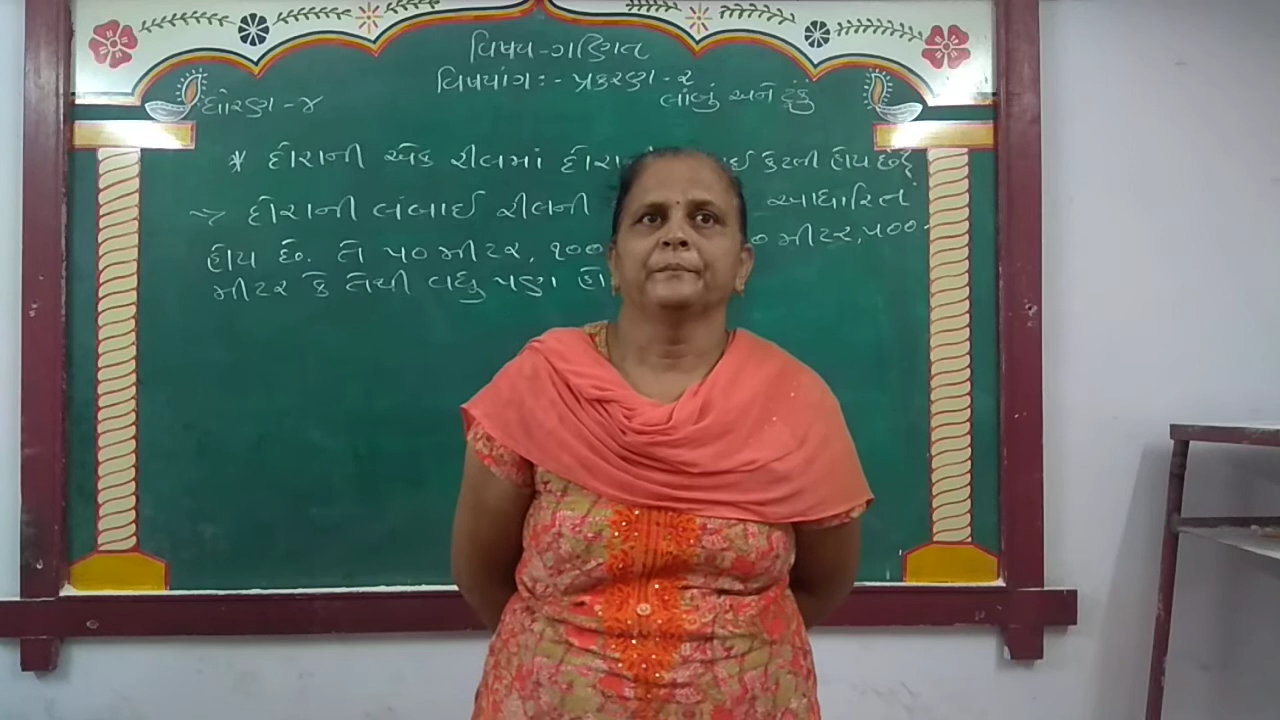 વિષય-ગણિત
વિષયાંગ:- પ્રકરણ-૨
ધોરણ-૪ લાંબું અને ટૂંકું
* દોરાની એક રીલમાં કેટલી હોય છે?
→ દોરાની લંબાઈ રીલની આધારિત
હોય છે. તે ૫૦ મીટર, ૧૦૦ મીટર, ૫૦૦
મીટર કે તેથી વધુ પણ